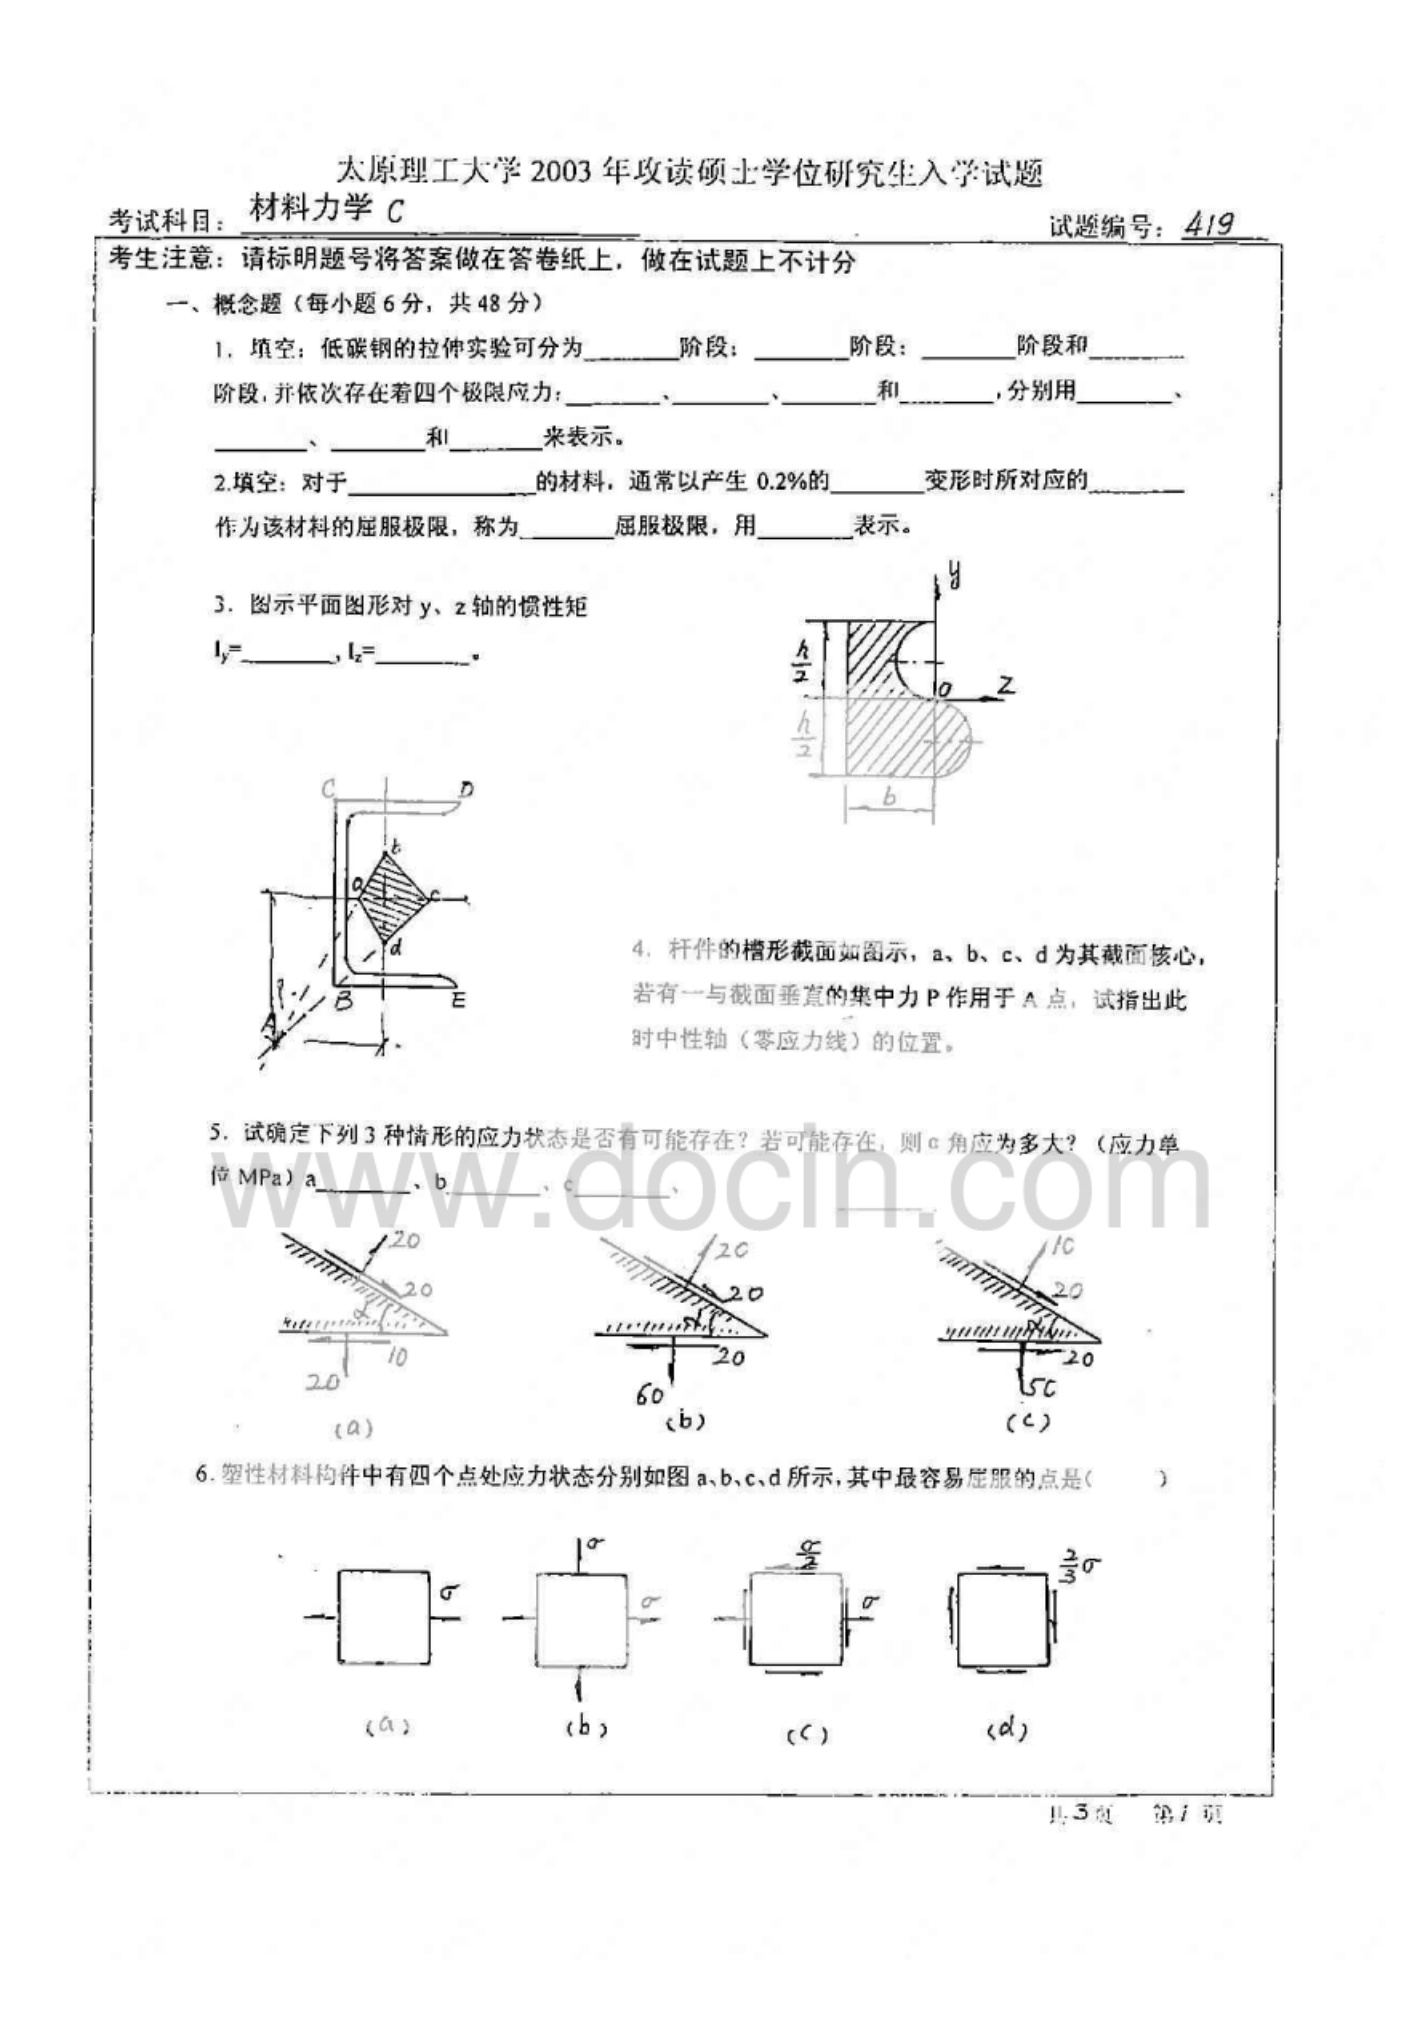 太原理工大学 2003 年攻读硕士学位研究生入学试题
考试科目： 材料力学 C 试题编号：419
考生注意：请标明题号将答案做在答卷纸上，做在试题上不计分
一、概念题（每小题 6 分，共 48 分）
1．填空：低碳钢的拉伸实验可分为________阶段；________阶段；________阶段和________
阶段，并依次存在着四个极限应力：________、________、________和________，分别用________、
________、________和________来表示。
2.填空：对于________________的材料，通常以产生 0.2%的________变形时所对应的________
作为该材料的屈服极限，称为________屈服极限，用________表示。
3．图示平面图形对 y、z 轴的惯性矩
Iy=________, Iz=________。
y
h/2
O
Z
h/2
b
C D
b
a c
d
B E
A
4．杆件的槽形截面如图示，a、b、c、d 为其截面核心，
若有一与截面垂直的集中力 P 作用于 A 点，试指出此
时中性轴（零应力线）的位置。
5．试确定下列 3 种情形的应力状态是否有可能存在？若可能存在，则 α 角应为多大？（应力单
位 MPa）a________、b________、c________、
www.docin.com
20 20 10
20 20 20
α α α
10 20 20
20 60 50
(a) (b) (c)
6.塑性材料构件中有四个点处应力状态分别如图 a、b、c、d 所示，其中最容易屈服的点是（ ）
σ σ σ/2 2/3σ
σ σ
(a) (b) (c) (d)
共 3 页 第 1 页